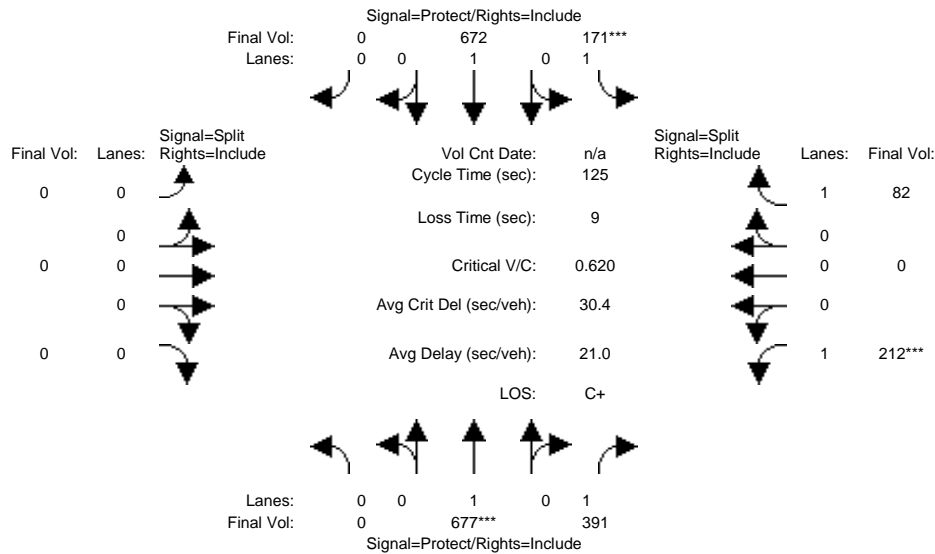 Signal=Protect/Rights=Include
Final Vol: 0 672 171***
Lanes: 0 0 1 0 1
Signal=Split
Final Vol: Lanes: Rights=Include
Vol Cnt Date: n/a
Signal=Split
Rights=Include Lanes: Final Vol:
Cycle Time (sec): 125
0 0
1 82
Loss Time (sec): 9
0
0
0 0
Critical V/C: 0.620
0 0
0
Avg Crit Del (sec/veh): 30.4
0
0 0
Avg Delay (sec/veh): 21.0
1 212***
LOS: C+
Lanes: 0 0 1 0 1
Final Vol: 0 677*** 391
Signal=Protect/Rights=Include